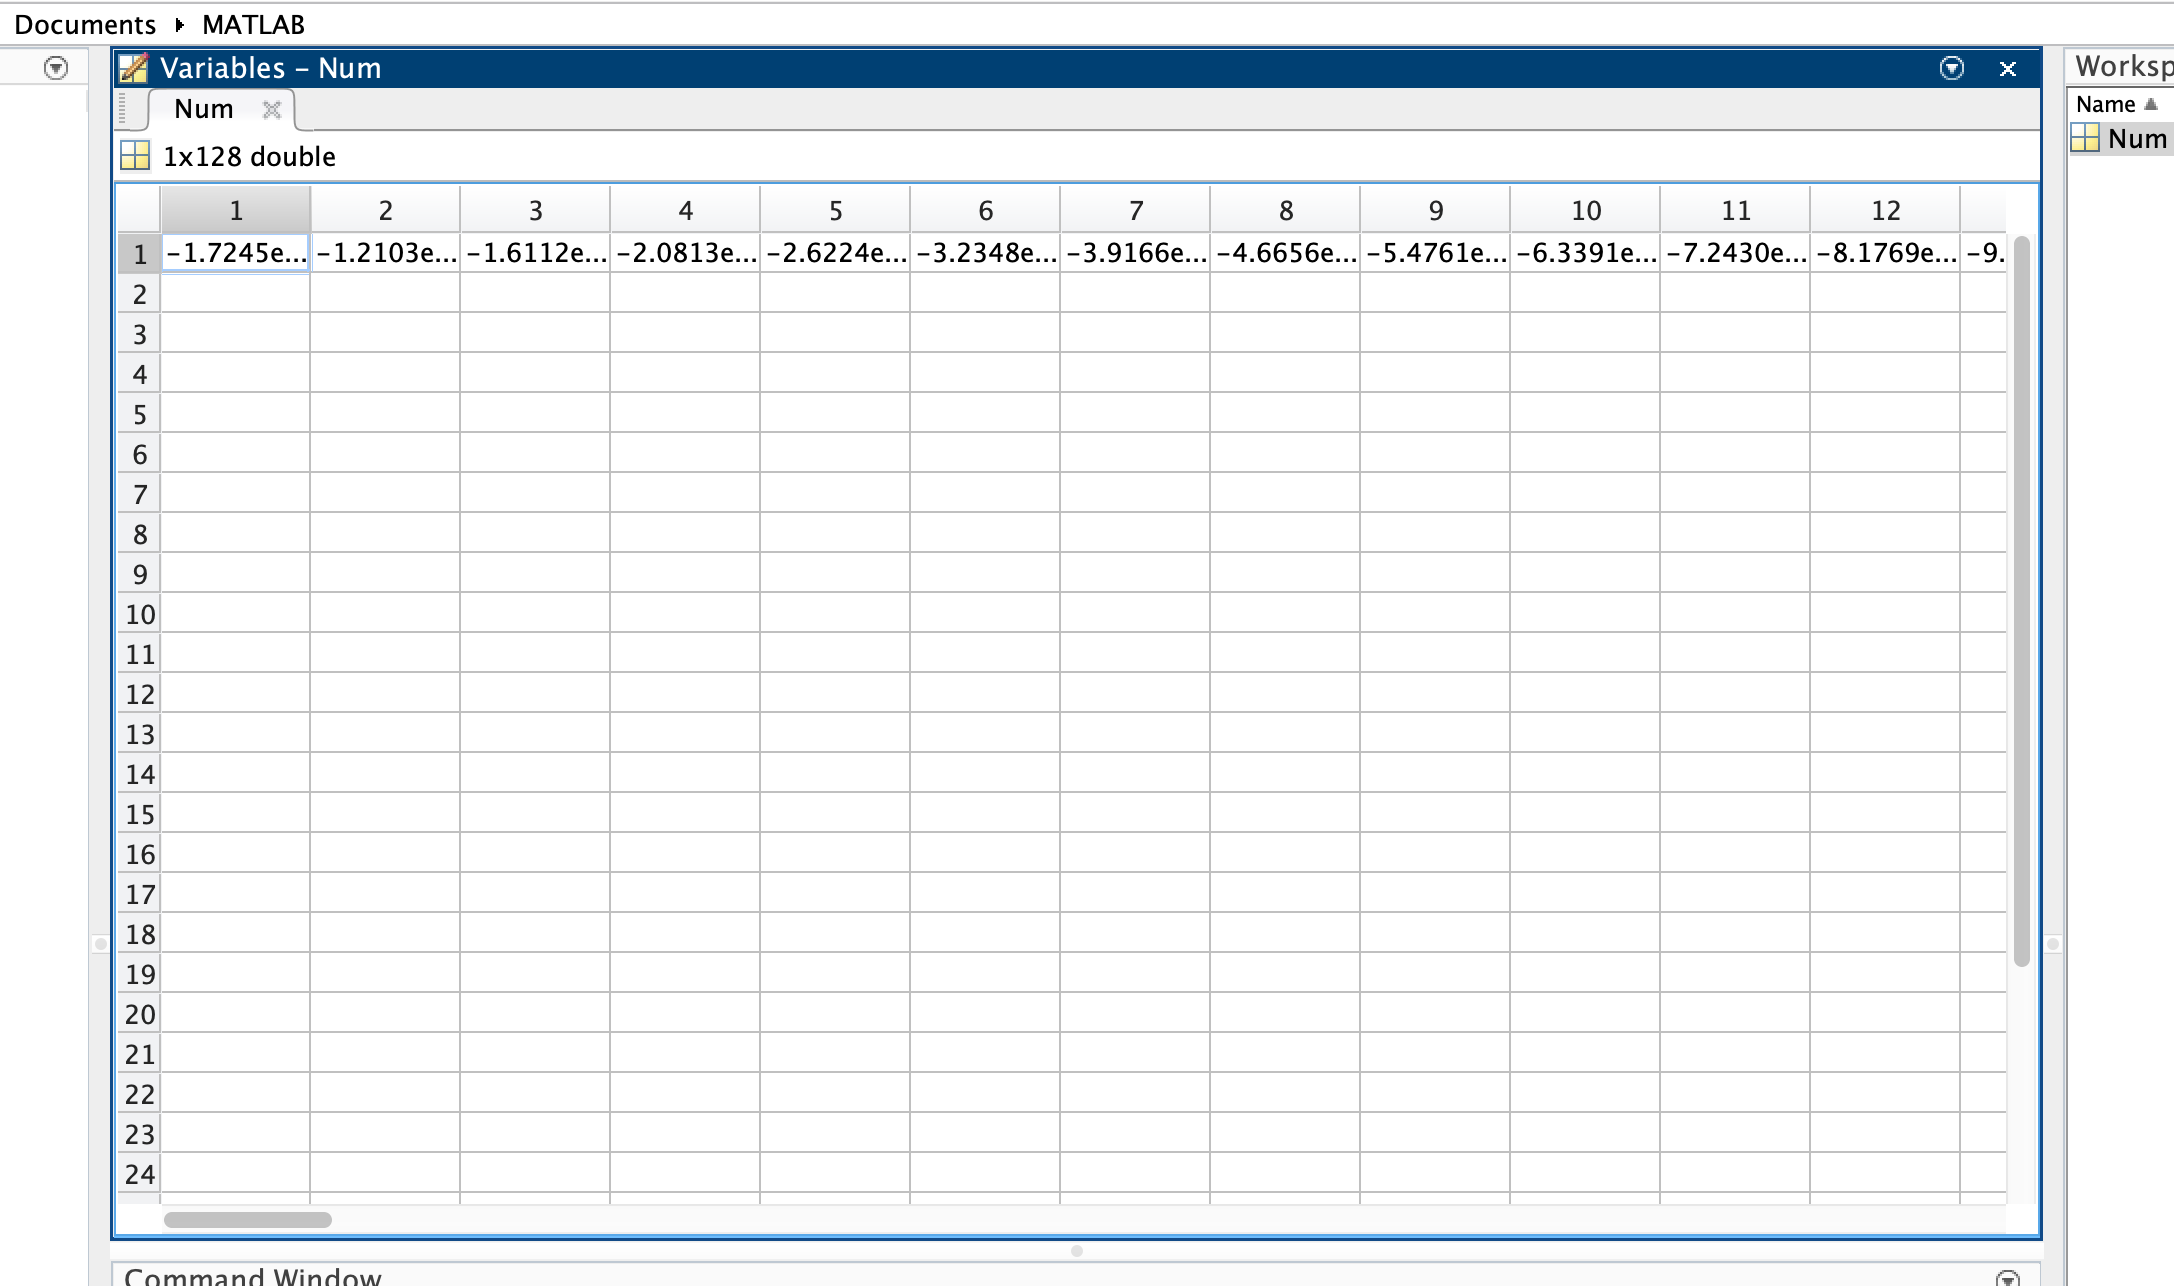 Documents ▸ MATLAB
Variables – Num
Worksp
Num
Name
1x128 double
Num
1 2 3 4 5 6 7 8 9 10 11 12
1 -1.7245e... -1.2103e... -1.6112e... -2.0813e... -2.6224e... -3.2348e... -3.9166e... -4.6656e... -5.4761e... -6.3391e... -7.2430e... -8.1769e... -9.
2
3
4
5
6
7
8
9
10
11
12
13
14
15
16
17
18
19
20
21
22
23
24
Command Window